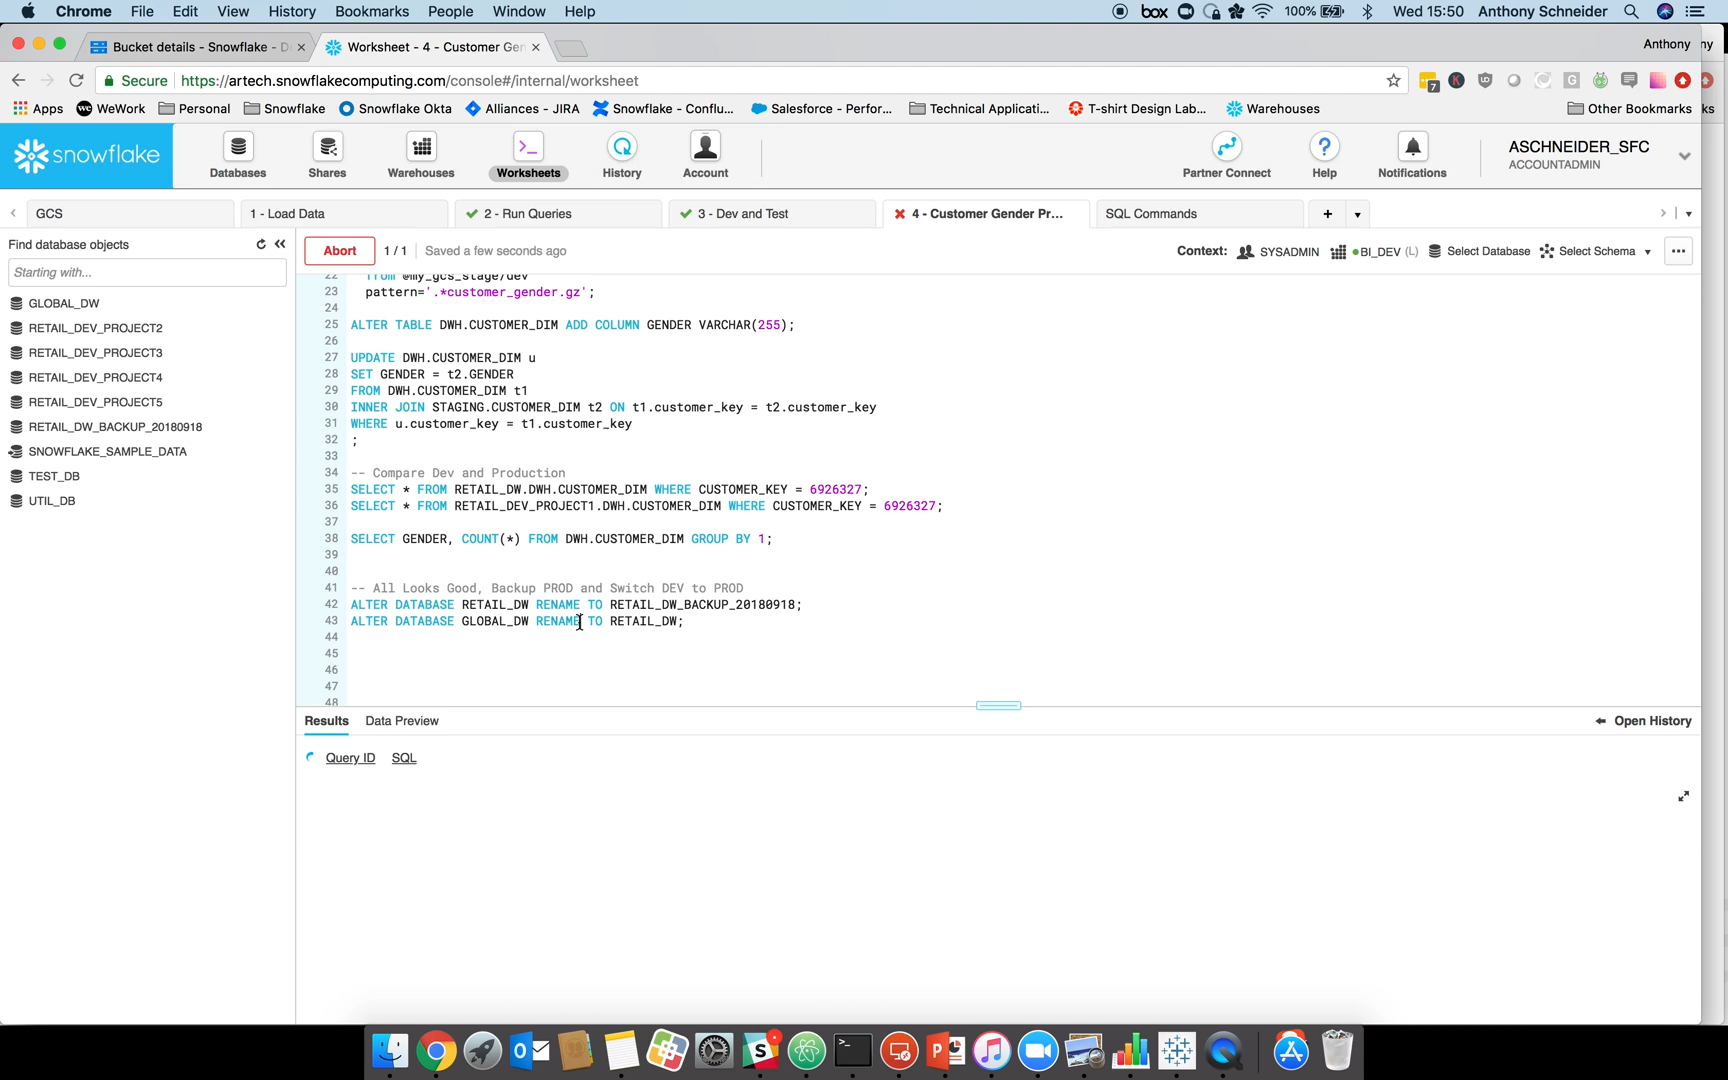 Chrome File Edit View History Bookmarks People Window Help box 100% Wed 15:50 Anthony Schneider
Bucket details - Snowflake - D Worksheet - 4 - Customer Gen Anthony ny
Secure https://artech.snowflakecomputing.com/console#/internal/worksheet 7
Apps WeWork Personal Snowflake Snowflake Okta Alliances - JIRA Snowflake - Conflu... Salesforce - Perfor... Technical Applicati... T-shirt Design Lab... Warehouses Other Bookmarks ks
snowflake Databases Shares Warehouses Worksheets History Account Partner Connect Help Notifications ASCHNEIDER_SFC
ACCOUNTADMIN
GCS 1 - Load Data 2 - Run Queries 3 - Dev and Test 4 - Customer Gender Pr... SQL Commands +
Find database objects
Starting with...
GLOBAL_DW
RETAIL_DEV_PROJECT2
RETAIL_DEV_PROJECT3
RETAIL_DEV_PROJECT4
RETAIL_DEV_PROJECT5
RETAIL_DW_BACKUP_20180918
SNOWFLAKE_SAMPLE_DATA
TEST_DB
UTIL_DB
Abort 1 / 1 Saved a few seconds ago Context: SYSADMIN BI_DEV (L) Select Database Select Schema ...
22 from @my_gcs_stage/dev
23 pattern='.*customer_gender.gz';
24
25 ALTER TABLE DWH.CUSTOMER_DIM ADD COLUMN GENDER VARCHAR(255);
26
27 UPDATE DWH.CUSTOMER_DIM u
28 SET GENDER = t2.GENDER
29 FROM DWH.CUSTOMER_DIM t1
30 INNER JOIN STAGING.CUSTOMER_DIM t2 ON t1.customer_key = t2.customer_key
31 WHERE u.customer_key = t1.customer_key
32 ;
33
34 -- Compare Dev and Production
35 SELECT * FROM RETAIL_DW.DWH.CUSTOMER_DIM WHERE CUSTOMER_KEY = 6926327;
36 SELECT * FROM RETAIL_DEV_PROJECT1.DWH.CUSTOMER_DIM WHERE CUSTOMER_KEY = 6926327;
37
38 SELECT GENDER, COUNT(*) FROM DWH.CUSTOMER_DIM GROUP BY 1;
39
40
41 -- All Looks Good, Backup PROD and Switch DEV to PROD
42 ALTER DATABASE RETAIL_DW RENAME TO RETAIL_DW_BACKUP_20180918;
43 ALTER DATABASE GLOBAL_DW RENAME TO RETAIL_DW;
44
45
46
47
48
Results Data Preview Open History
Query ID SQL